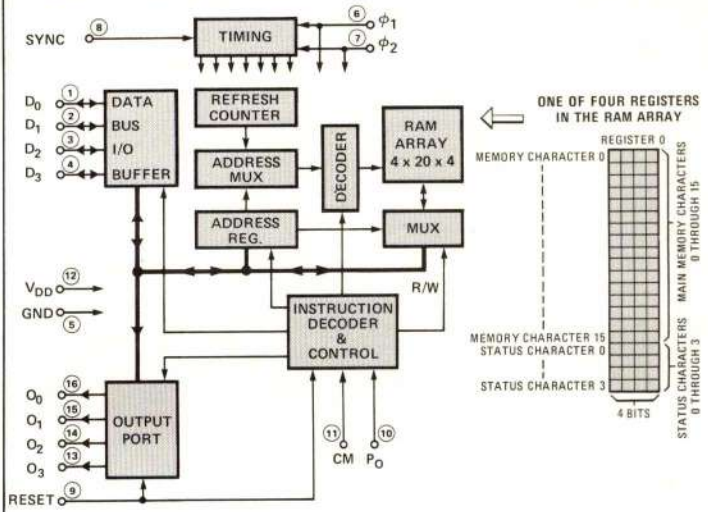 SYNC
8
TIMING
6
ϕ1
7
ϕ2
D0
1
D1
2
D2
3
D3
4
DATA
BUS
I/O
BUFFER
REFRESH
COUNTER
ADDRESS
MUX
ADDRESS
REG.
DECODER
RAM
ARRAY
4 x 20 x 4
MUX
R/W
VDD
12
GND
5
INSTRUCTION
DECODER
&
CONTROL
O0
16
O1
15
O2
14
O3
13
OUTPUT
PORT
RESET
9
11
CM
10
PO
ONE OF FOUR REGISTERS
IN THE RAM ARRAY
REGISTER 0
MEMORY CHARACTER 0
MEMORY CHARACTER 15
STATUS CHARACTER 0
STATUS CHARACTER 3
4 BITS
MAIN MEMORY CHARACTERS
0 THROUGH 15
STATUS CHARACTERS
0 THROUGH 3